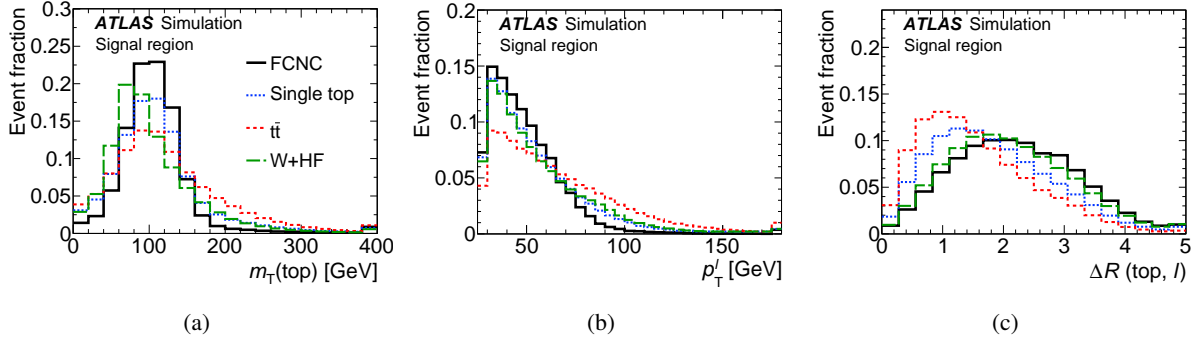 Event fraction
0.3
0.25
0.2
0.15
0.1
0.05
0
ATLAS Simulation
Signal region
FCNC
Single top
tt̄
W+HF
0 100 200 300 400
m_T(top) [GeV]
(a)
Event fraction
0.2
0.15
0.1
0.05
0
ATLAS Simulation
Signal region
50 100 150
p_T^l [GeV]
(b)
Event fraction
0.2
0.15
0.1
0.05
0
ATLAS Simulation
Signal region
0 1 2 3 4 5
ΔR (top, l)
(c)